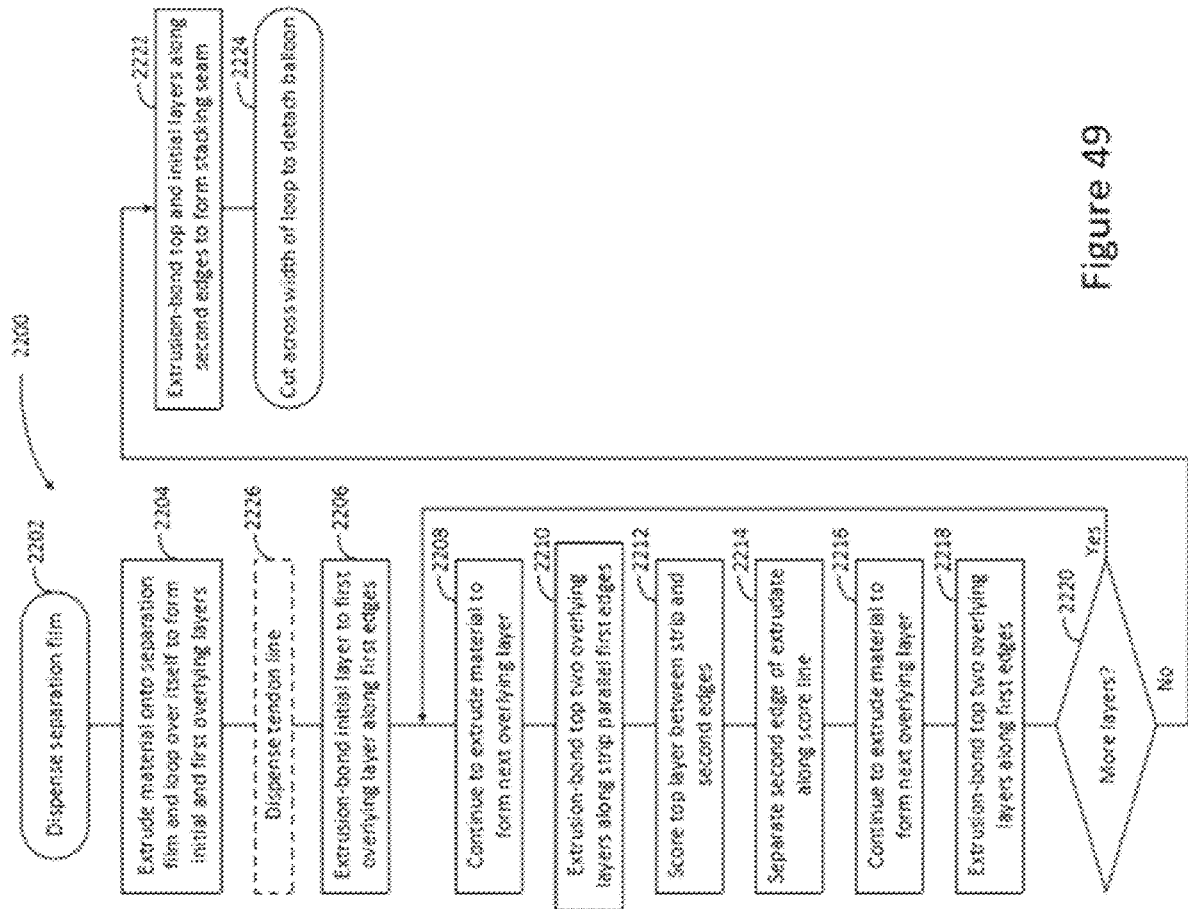 2200
2202
Dispense separation film
2204
Extrude material onto separation
film and loop over itself to form
initial and first overlying layers
2226
Dispense tendon line
2206
Extrusion-bond initial layer to first
overlying layer along first edges
2208
Continue to extrude material to
form next overlying layer
2210
Extrusion-bond top two overlying
layers along strip parallel first edges
2212
Score top layer between strip and
second edges
2214
Separate second edge of extrudate
along score line
2216
Continue to extrude material to
form next overlying layer
2218
Extrusion-bond top two overlying
layers along first edges
2220
More layers?
Yes
No
2222
Extrusion-bond top and initial layers along
second edges to form stacking seam
2224
Cut across width of loop to detach balloon
Figure 49